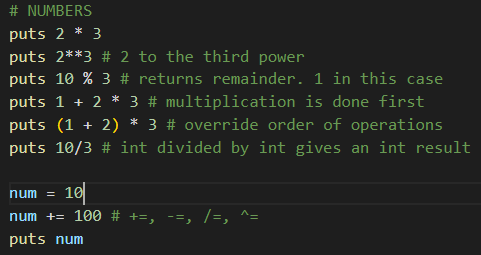 # NUMBERS
puts 2 * 3
puts 2**3 # 2 to the third power
puts 10 % 3 # returns remainder. 1 in this case
puts 1 + 2 * 3 # multiplication is done first
puts (1 + 2) * 3 # override order of operations
puts 10/3 # int divided by int gives an int result
num = 10
num += 100 # +=, -=, /=, ^=
puts num